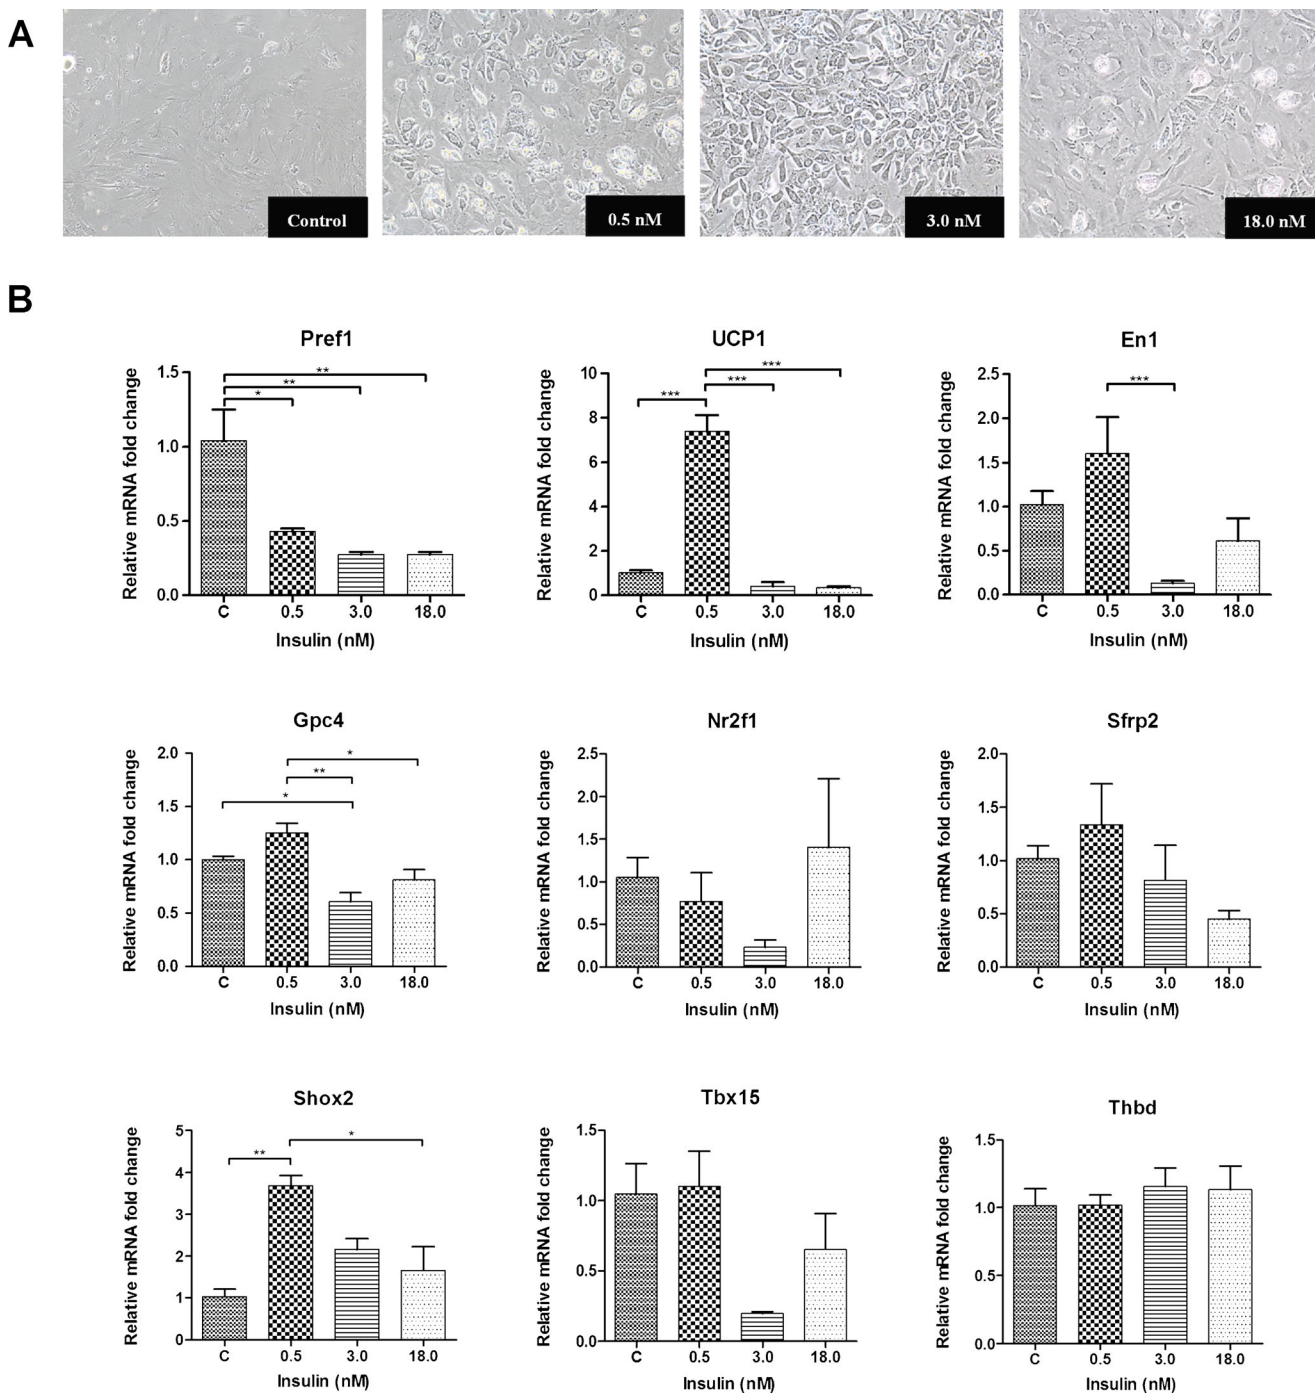 A
Control
0.5 nM
3.0 nM
18.0 nM
B
Pref1
Relative mRNA fold change
1.5
1.0
0.5
0.0
**
**
*
C 0.5 3.0 18.0
Insulin (nM)
UCP1
Relative mRNA fold change
10
8
6
4
2
0
***
***
***
C 0.5 3.0 18.0
Insulin (nM)
En1
Relative mRNA fold change
2.5
2.0
1.5
1.0
0.5
0.0
***
C 0.5 3.0 18.0
Insulin (nM)
Gpc4
Relative mRNA fold change
2.0
1.5
1.0
0.5
0.0
*
**
*
C 0.5 3.0 18.0
Insulin (nM)
Nr2f1
Relative mRNA fold change
2.5
2.0
1.5
1.0
0.5
0.0
C 0.5 3.0 18.0
Insulin (nM)
Sfrp2
Relative mRNA fold change
2.0
1.5
1.0
0.5
0.0
C 0.5 3.0 18.0
Insulin (nM)
Shox2
Relative mRNA fold change
5
4
3
2
1
0
*
**
C 0.5 3.0 18.0
Insulin (nM)
Tbx15
Relative mRNA fold change
1.5
1.0
0.5
0.0
C 0.5 3.0 18.0
Insulin (nM)
Thbd
Relative mRNA fold change
1.5
1.0
0.5
0.0
C 0.5 3.0 18.0
Insulin (nM)